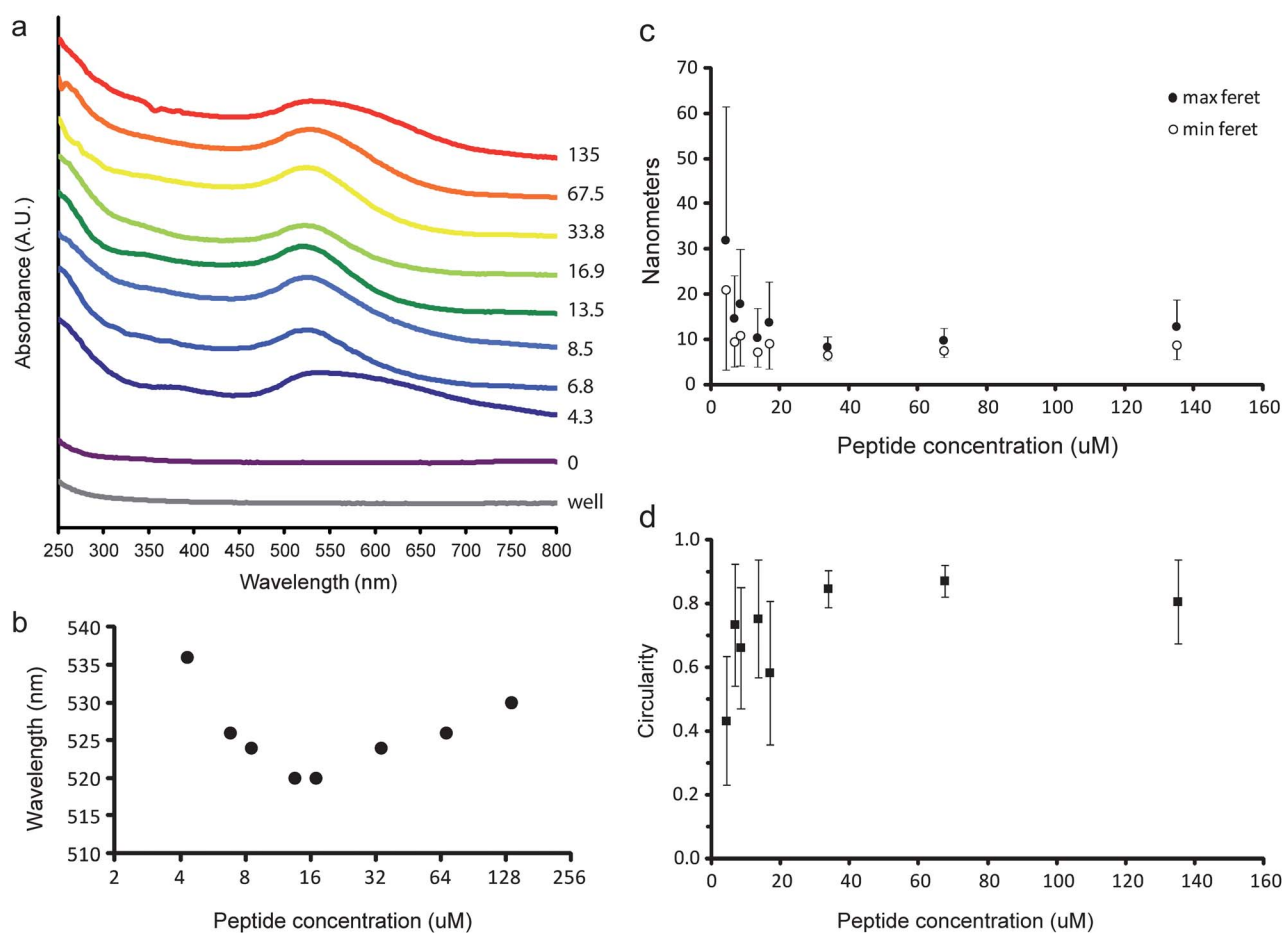 a
Absorbance (A.U.)
135
67.5
33.8
16.9
13.5
8.5
6.8
4.3
0
well
250 300 350 400 450 500 550 600 650 700 750 800
Wavelength (nm)
b
540
535
530
525
520
515
510
Wavelength (nm)
2 4 8 16 32 64 128 256
Peptide concentration (uM)
c
70
60
50
40
30
20
10
0
Nanometers
max feret
min feret
0 20 40 60 80 100 120 140 160
Peptide concentration (uM)
d
1.0
0.8
0.6
0.4
0.2
0.0
Circularity
0 20 40 60 80 100 120 140 160
Peptide concentration (uM)